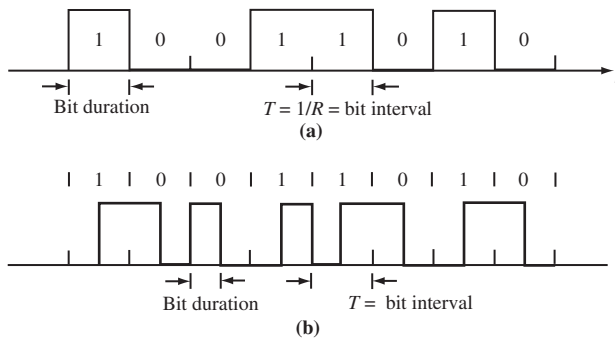 1 0 0 1 1 0 1 0
Bit duration
T = 1/R = bit interval
(a)
1 0 0 1 1 0 1 0
Bit duration
T = bit interval
(b)